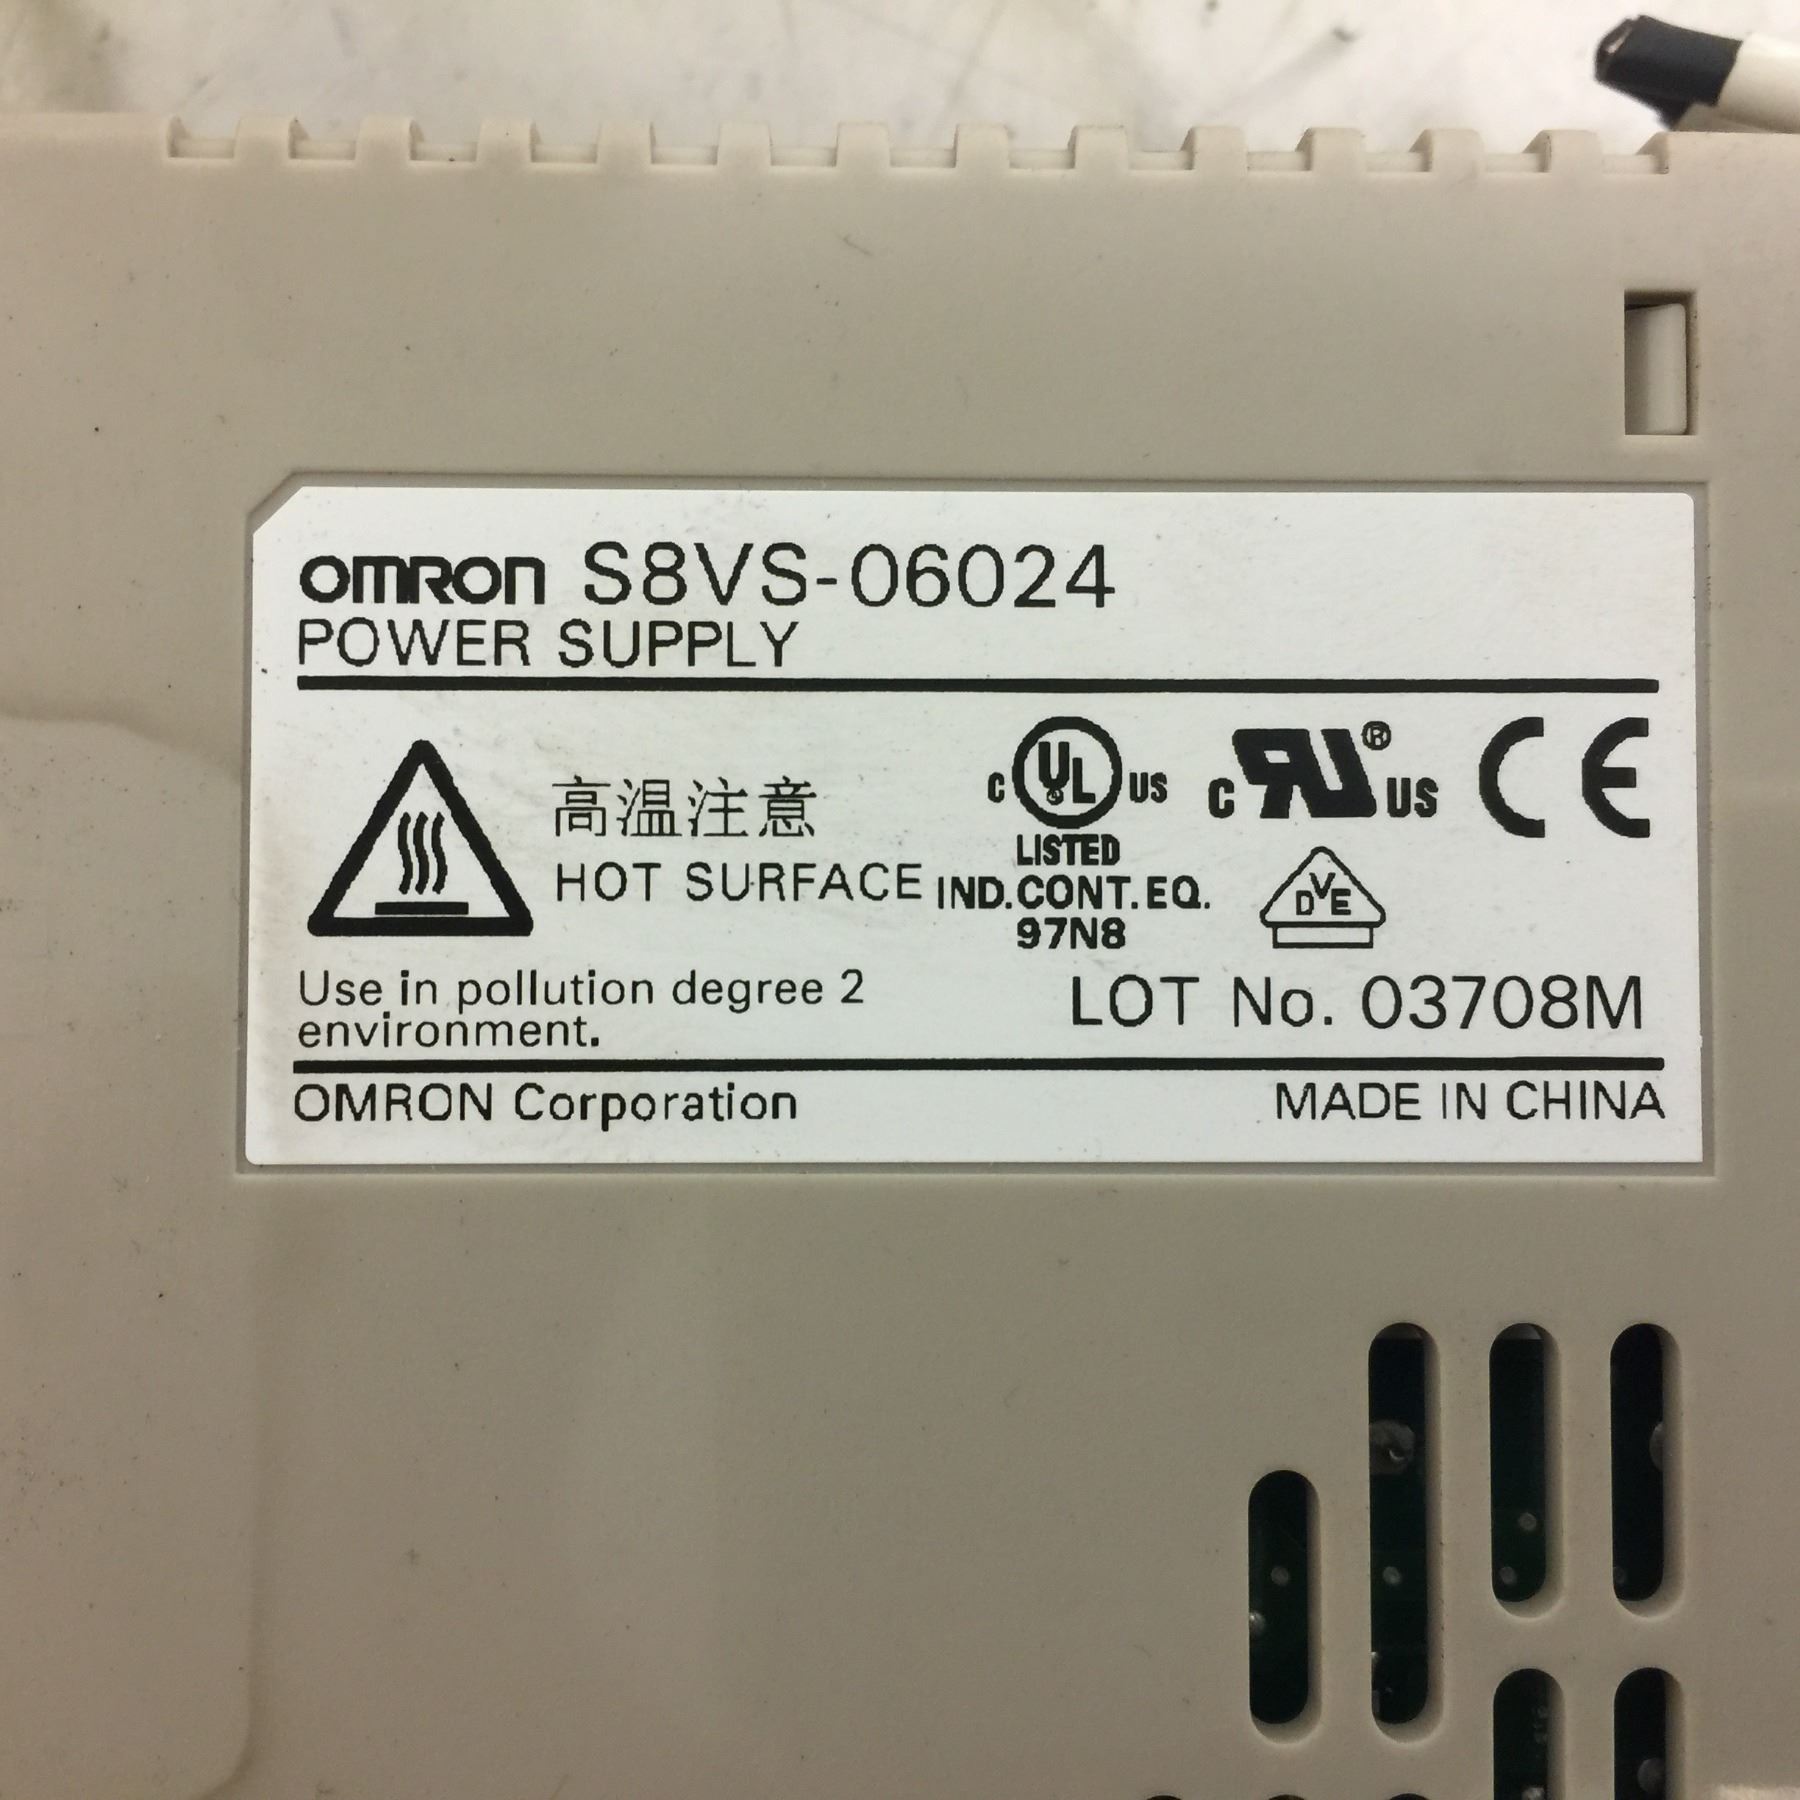 OMRON S8VS-06024
POWER SUPPLY
高温注意
HOT SURFACE
C UL US
LISTED
IND.CONT.EQ.
97N8
C RU ® US
CE
DVE
Use in pollution degree 2
environment.
LOT No. 03708M
OMRON Corporation
MADE IN CHINA